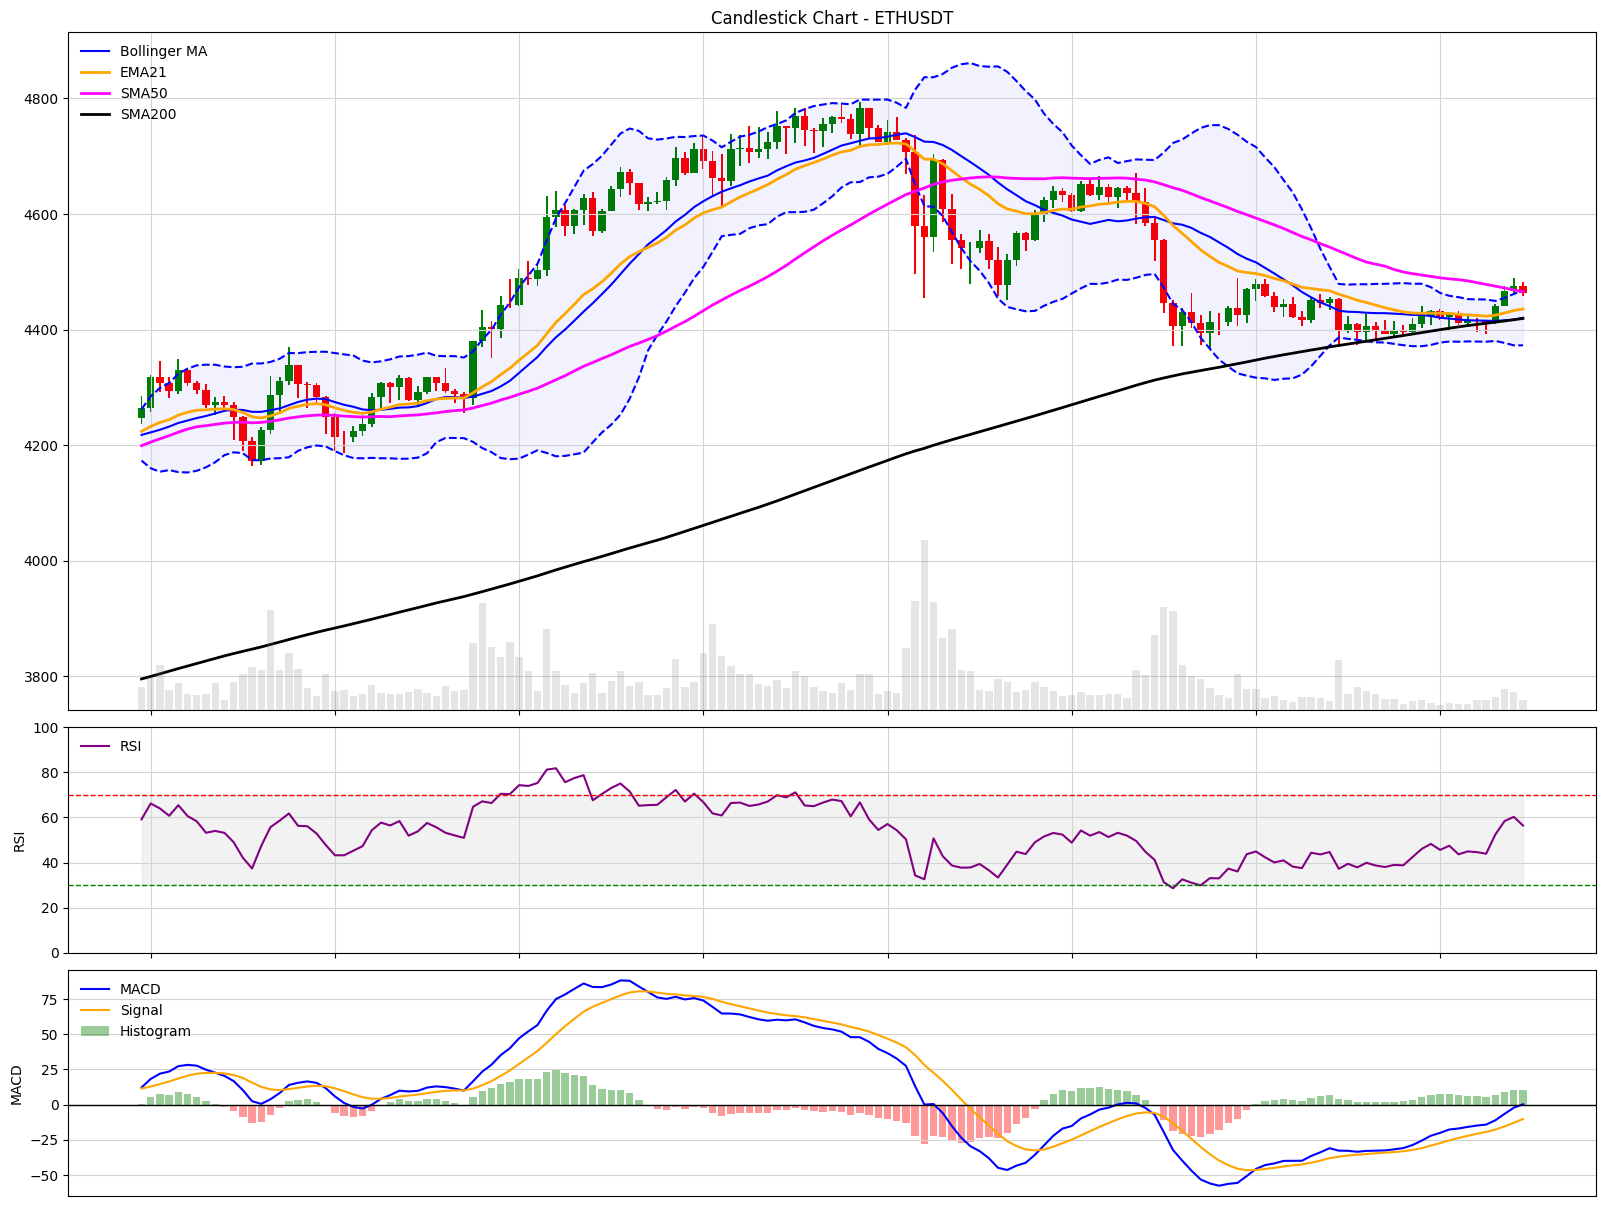 Candlestick Chart - ETHUSDT
Bollinger MA
EMA21
SMA50
SMA200
4800
4600
4400
4200
4000
3800
100
80
60
40
20
0
RSI
RSI
75
50
25
0
−25
−50
MACD
MACD
Signal
Histogram